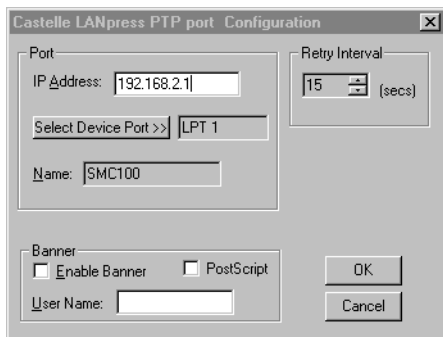 Castelle LANpress PTP port Configuration
Port
IP Address: 192.168.2.1
Select Device Port >> LPT 1
Name: SMC100
Retry Interval
15 (secs)
Banner
Enable Banner PostScript
User Name:
OK
Cancel